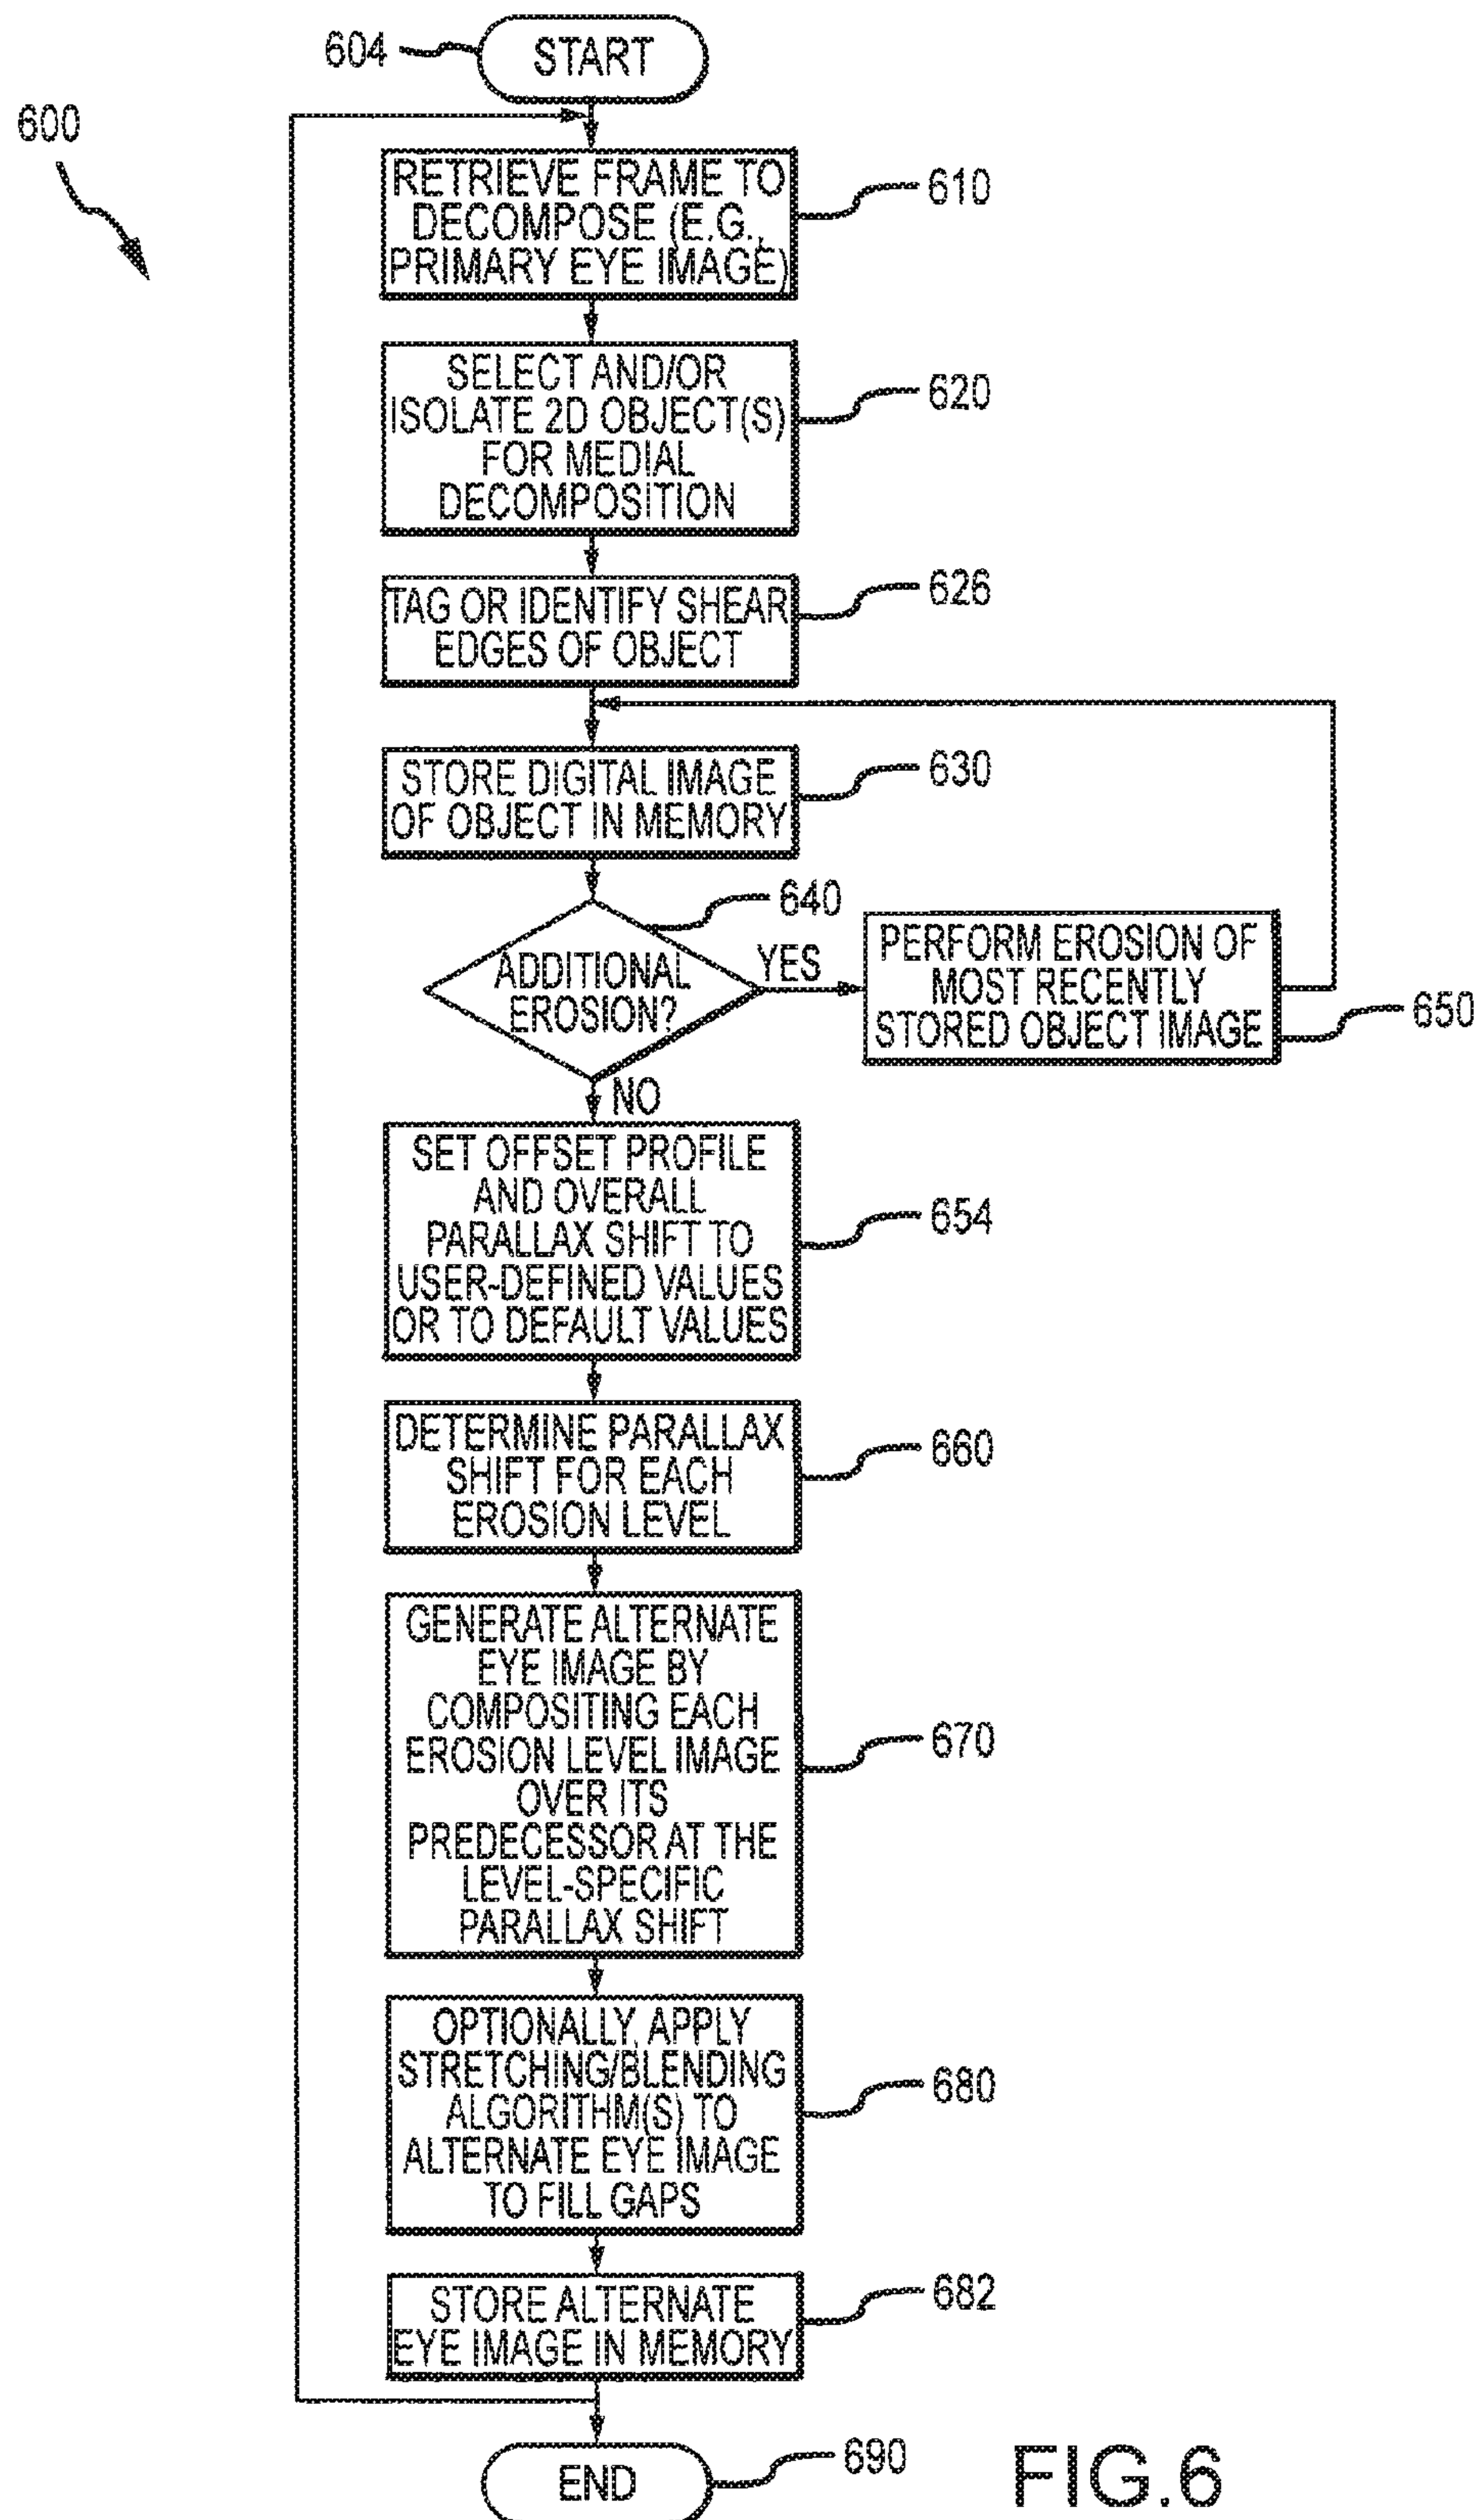 604
START
600
RETRIEVE FRAME TO
DECOMPOSE (E.G.,
PRIMARY EYE IMAGE)
610
SELECT AND/OR
ISOLATE 2D OBJECT(S)
FOR MEDIAL
DECOMPOSITION
620
TAG OR IDENTIFY SHEAR
EDGES OF OBJECT
626
STORE DIGITAL IMAGE
OF OBJECT IN MEMORY
630
ADDITIONAL
EROSION?
640
YES
PERFORM EROSION OF
MOST RECENTLY
STORED OBJECT IMAGE
650
NO
SET OFFSET PROFILE
AND OVERALL
PARALLAX SHIFT TO
USER-DEFINED VALUES
OR TO DEFAULT VALUES
654
DETERMINE PARALLAX
SHIFT FOR EACH
EROSION LEVEL
660
GENERATE ALTERNATE
EYE IMAGE BY
COMPOSITING EACH
EROSION LEVEL IMAGE
OVER ITS
PREDECESSOR AT THE
LEVEL-SPECIFIC
PARALLAX SHIFT
670
OPTIONALLY, APPLY
STRETCHING/BLENDING
ALGORITHM(S) TO
ALTERNATE EYE IMAGE
TO FILL GAPS
680
STORE ALTERNATE
EYE IMAGE IN MEMORY
682
END
690
FIG.6